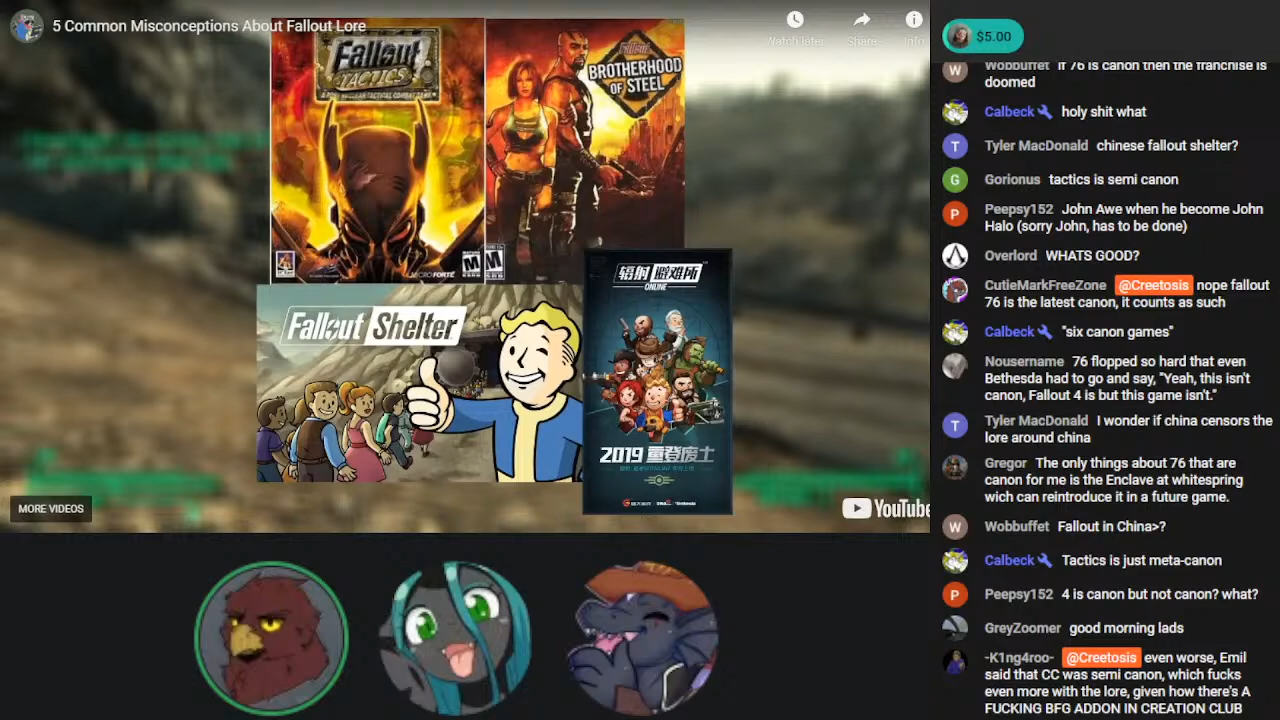 5 Common Misconceptions About Fallout Lore
Watch later
Share
Info
Fallout
TACTICS
A POST-NUCLEAR TACTICAL COMBAT GAME
MICRO FORTÉ
MATURE
M
Fallout
BROTHERHOOD
OF STEEL
M
Fallout Shelter
辐射 避难所
ONLINE
2019 重登废土
MORE VIDEOS
YouTube
$5.00
W Wobbuffet If 76 is canon then the franchise is
doomed
Calbeck holy shit what
T Tyler MacDonald chinese fallout shelter?
G Gorionus tactics is semi canon
P Peepsy152 John Awe when he become John
Halo (sorry John, has to be done)
Overlord WHATS GOOD?
CutieMarkFreeZone @Creetosis nope fallout
76 is the latest canon, it counts as such
Calbeck "six canon games"
Nousername 76 flopped so hard that even
Bethesda had to go and say, "Yeah, this isn't
canon, Fallout 4 is but this game isn't."
T Tyler MacDonald I wonder if china censors the
lore around china
Gregor The only things about 76 that are
canon for me is the Enclave at whitespring
wich can reintroduce it in a future game.
W Wobbuffet Fallout in China>?
Calbeck Tactics is just meta-canon
P Peepsy152 4 is canon but not canon? what?
GreyZoomer good morning lads
-K1ng4roo- @Creetosis even worse, Emil
said that CC was semi canon, which fucks
even more with the lore, given how there's A
FUCKING BFG ADDON IN CREATION CLUB